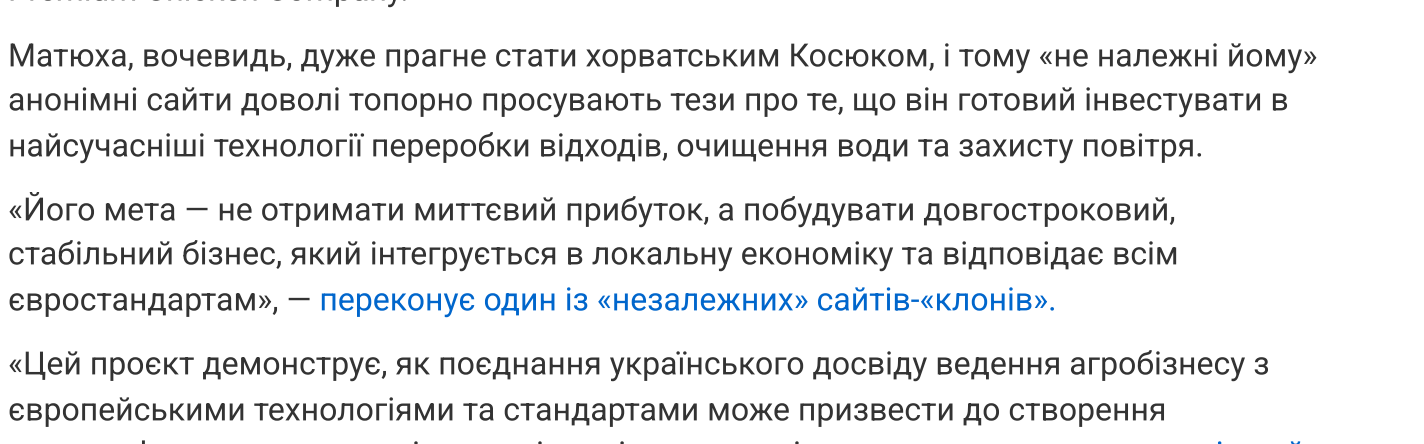 Матюха, вочевидь, дуже прагне стати хорватським Косюком, і тому «не належні йому»
анонімні сайти доволі топорно просувають тези про те, що він готовий інвестувати в
найсучасніші технології переробки відходів, очищення води та захисту повітря.
«Його мета — не отримати миттєвий прибуток, а побудувати довгостроковий,
стабільний бізнес, який інтегрується в локальну економіку та відповідає всім
євростандартам», — переконує один із «незалежних» сайтів-«клонів».
«Цей проєкт демонструє, як поєднання українського досвіду ведення агробізнесу з
європейськими технологіями та стандартами може призвести до створення